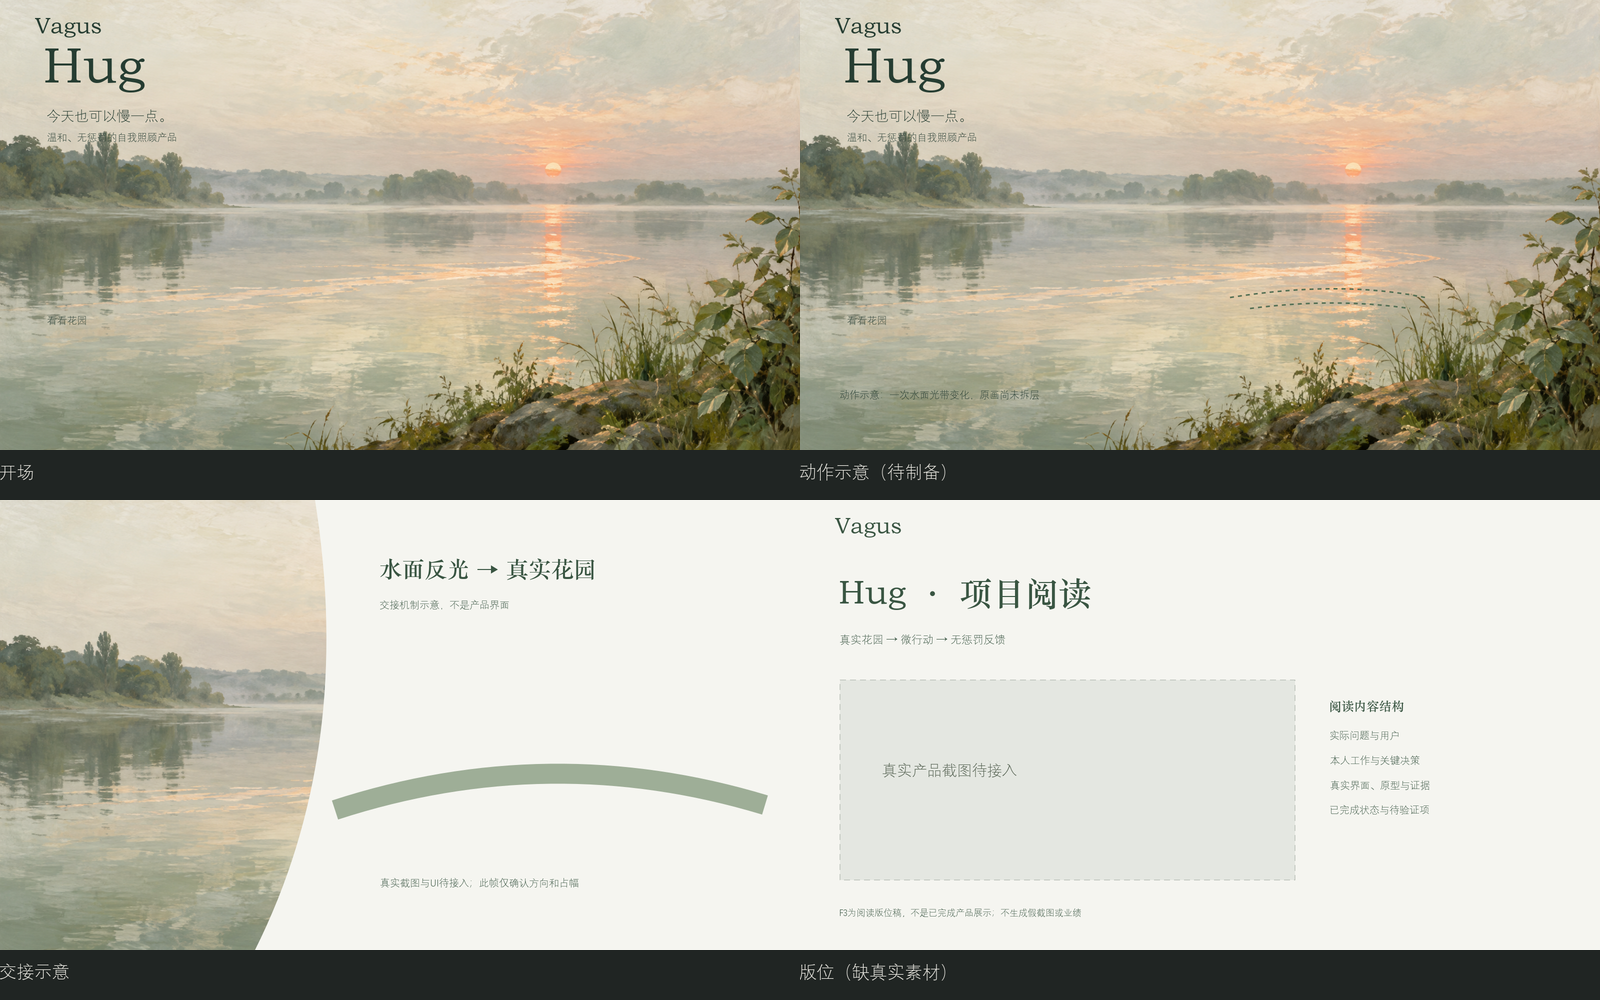 Vagus
Hug
今天也可以慢一点。
温和、无惩罚的自我照顾产品
看看花园
开场
Vagus
Hug
今天也可以慢一点。
温和、无惩罚的自我照顾产品
看看花园
动作示意 一次水面光带变化，原画尚未拆层
动作示意（待制备）
水面反光 → 真实花园
交接机制示意，不是产品界面
真实截图与UI待接入；此帧仅确认方向和占幅
交接示意
Vagus
Hug · 项目阅读
真实花园 → 微行动 → 无惩罚反馈
真实产品截图待接入
阅读内容结构
实际问题与用户
本人工作与关键决策
真实界面、原型与证据
已完成状态与待验证项
F3为阅读版位稿，不是已完成产品展示；不生成假截图或业绩
版位（缺真实素材）